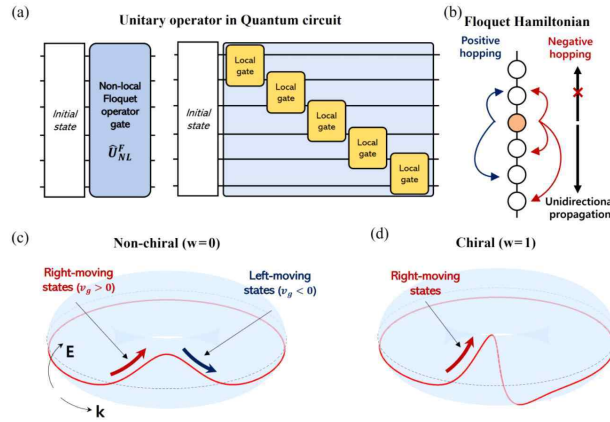 (a)
Unitary operator in Quantum circuit
Initial
state
Non-local
Floquet
operator
gate
Û^F_NL
Initial
state
Local
gate
Local
gate
Local
gate
Local
gate
Local
gate
(b)
Floquet Hamiltonian
Positive
hopping
Negative
hopping
Unidirectional
propagation
(c)
Non-chiral (w=0)
Right-moving
states (v_g > 0)
Left-moving
states (v_g < 0)
E
k
(d)
Chiral (w=1)
Right-moving
states